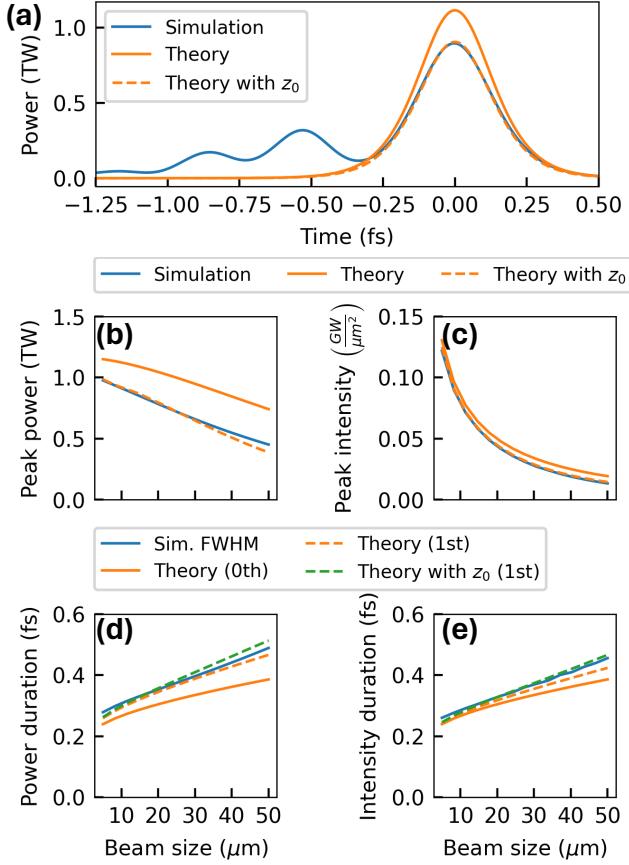 (a)
Power (TW)
1.0
0.5
0.0
Simulation
Theory
Theory with z₀
−1.25 −1.00 −0.75 −0.50 −0.25 0.00 0.25 0.50
Time (fs)
Simulation Theory Theory with z₀
(b)
Peak power (TW)
1.5
1.0
0.5
0.0
(c)
Peak intensity (GW/μm²)
0.15
0.10
0.05
0.00
Sim. FWHM Theory (1st)
Theory (0th) Theory with z₀ (1st)
(d)
Power duration (fs)
0.6
0.4
0.2
0.0
10 20 30 40 50
Beam size (μm)
(e)
Intensity duration (fs)
0.6
0.4
0.2
0.0
10 20 30 40 50
Beam size (μm)